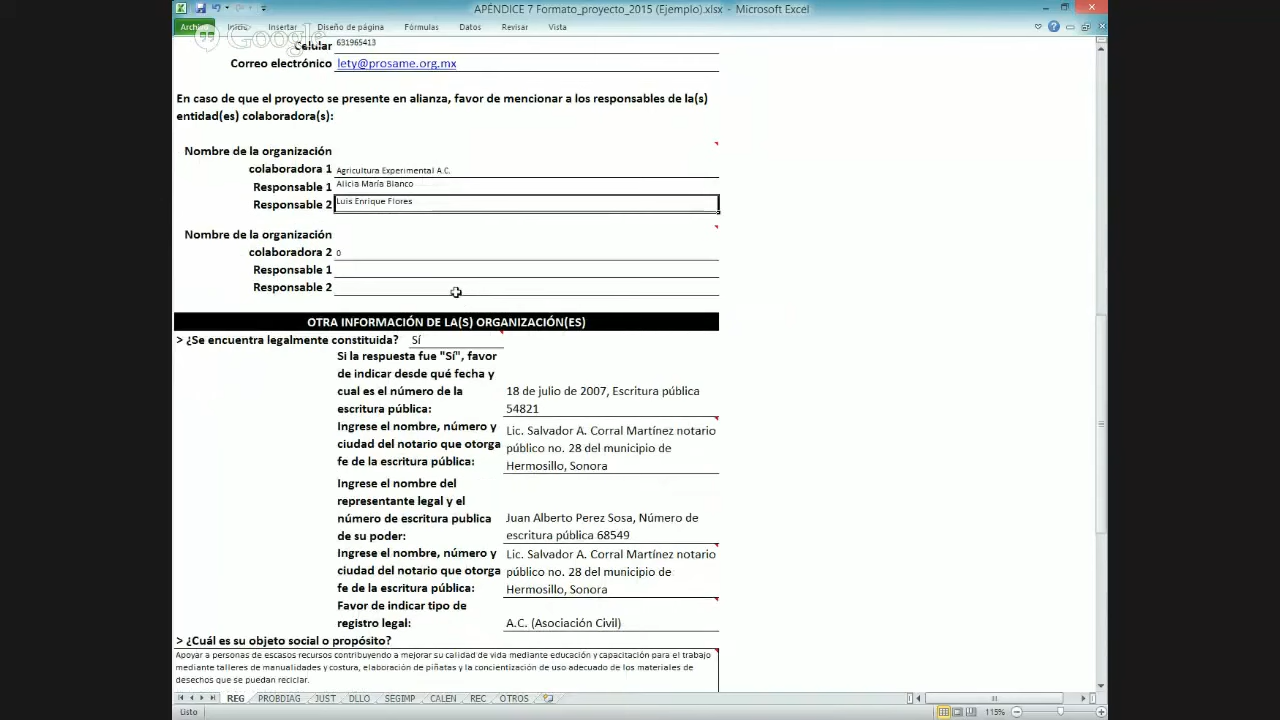 APÉNDICE 7 Formato_proyecto_2015 (Ejemplo).xlsx - Microsoft Excel
Archivo Inicio Insertar Diseño de página Fórmulas Datos Revisar Vista
Google
Celular 631965413
Correo electrónico lety@prosame.org.mx
En caso de que el proyecto se presente en alianza, favor de mencionar a los responsables de la(s)
entidad(es) colaboradora(s):
Nombre de la organización
colaboradora 1 Agricultura Experimental A.C.
Responsable 1 Alicia María Blanco
Responsable 2 Luis Enrique Flores
Nombre de la organización
colaboradora 2 0
Responsable 1
Responsable 2
OTRA INFORMACIÓN DE LA(S) ORGANIZACIÓN(ES)
> ¿Se encuentra legalmente constituida? Sí
Si la respuesta fue "Sí", favor
de indicar desde qué fecha y
cual es el número de la
escritura pública:
18 de julio de 2007, Escritura pública
54821
Ingrese el nombre, número y
ciudad del notario que otorga
fe de la escritura pública:
Lic. Salvador A. Corral Martínez notario
público no. 28 del municipio de
Hermosillo, Sonora
Ingrese el nombre del
representante legal y el
número de escritura publica
de su poder:
Juan Alberto Perez Sosa, Número de
escritura pública 68549
Ingrese el nombre, número y
ciudad del notario que otorga
fe de la escritura pública:
Lic. Salvador A. Corral Martínez notario
público no. 28 del municipio de
Hermosillo, Sonora
Favor de indicar tipo de
registro legal:
A.C. (Asociación Civil)
> ¿Cuál es su objeto social o propósito?
Apoyar a personas de escasos recursos contribuyendo a mejorar su calidad de vida mediante educación y capacitación para el trabajo
mediante talleres de manualidades y costura, elaboración de piñatas y la concientización de uso adecuado de los materiales de
desechos que se puedan reciclar.
REG PROBDIAG JUST DLLO SEGIMP CALEN REC OTROS
Listo 115%